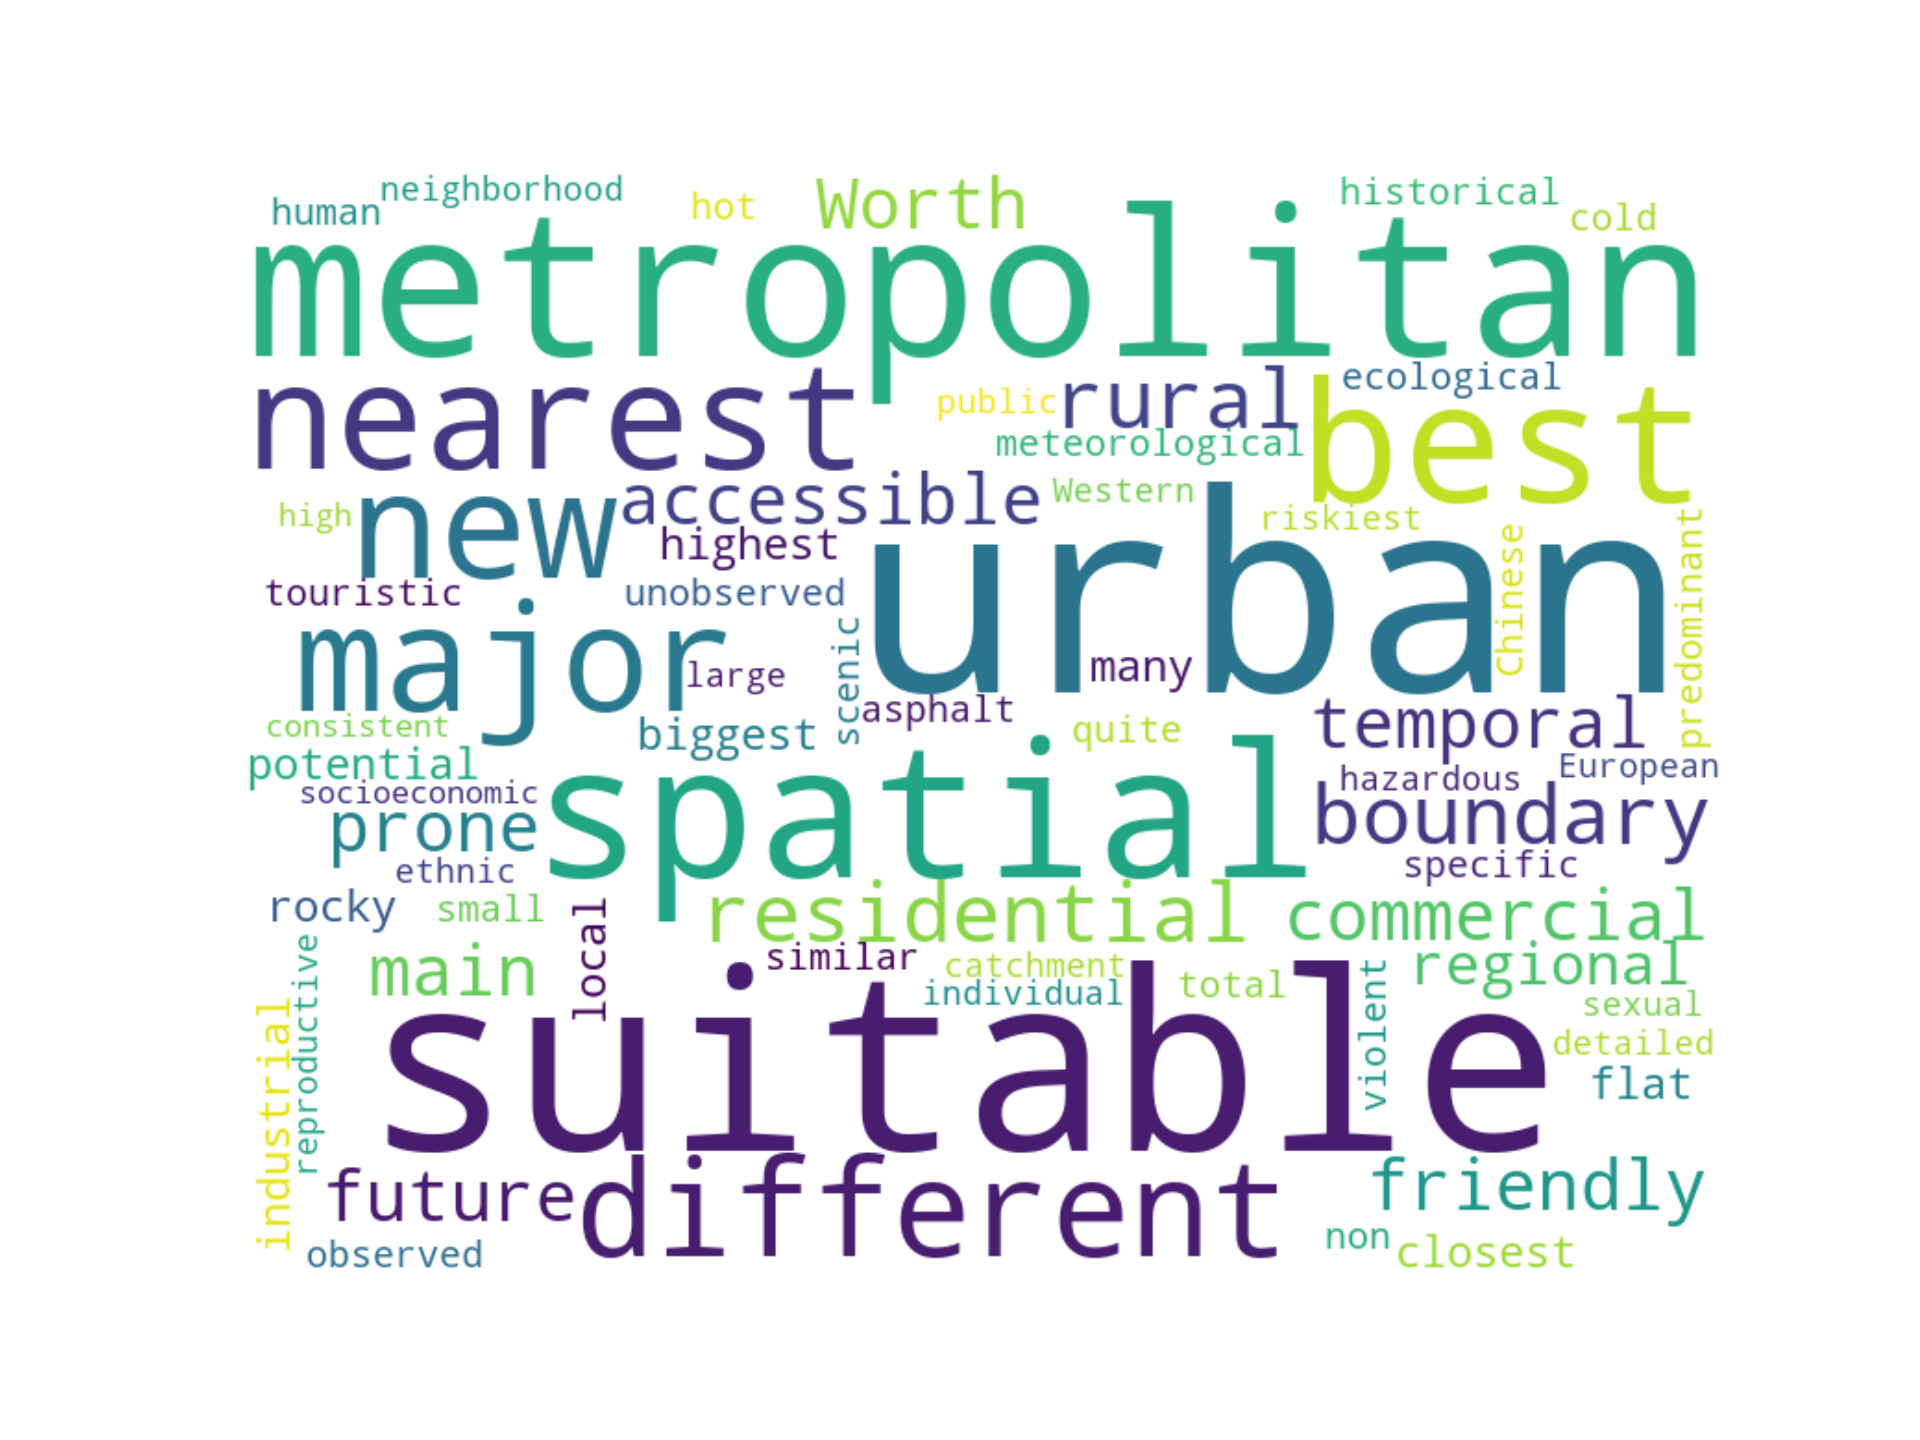 human
neighborhood
hot
Worth
historical
cold
metropolitan
nearest
public
rural
ecological
best
meteorological
high
new
accessible
Western
riskiest
highest
urban
Chinese
predominant
touristic
unobserved
major
large
scenic
many
asphalt
consistent
biggest
quite
temporal
potential
spatial
hazardous
European
socioeconomic
prone
boundary
ethnic
specific
rocky
small
local
residential
commercial
reproductive
main
similar
catchment
individual
total
violent
regional
sexual
industrial
suitable
detailed
flat
future
different
friendly
observed
non
closest